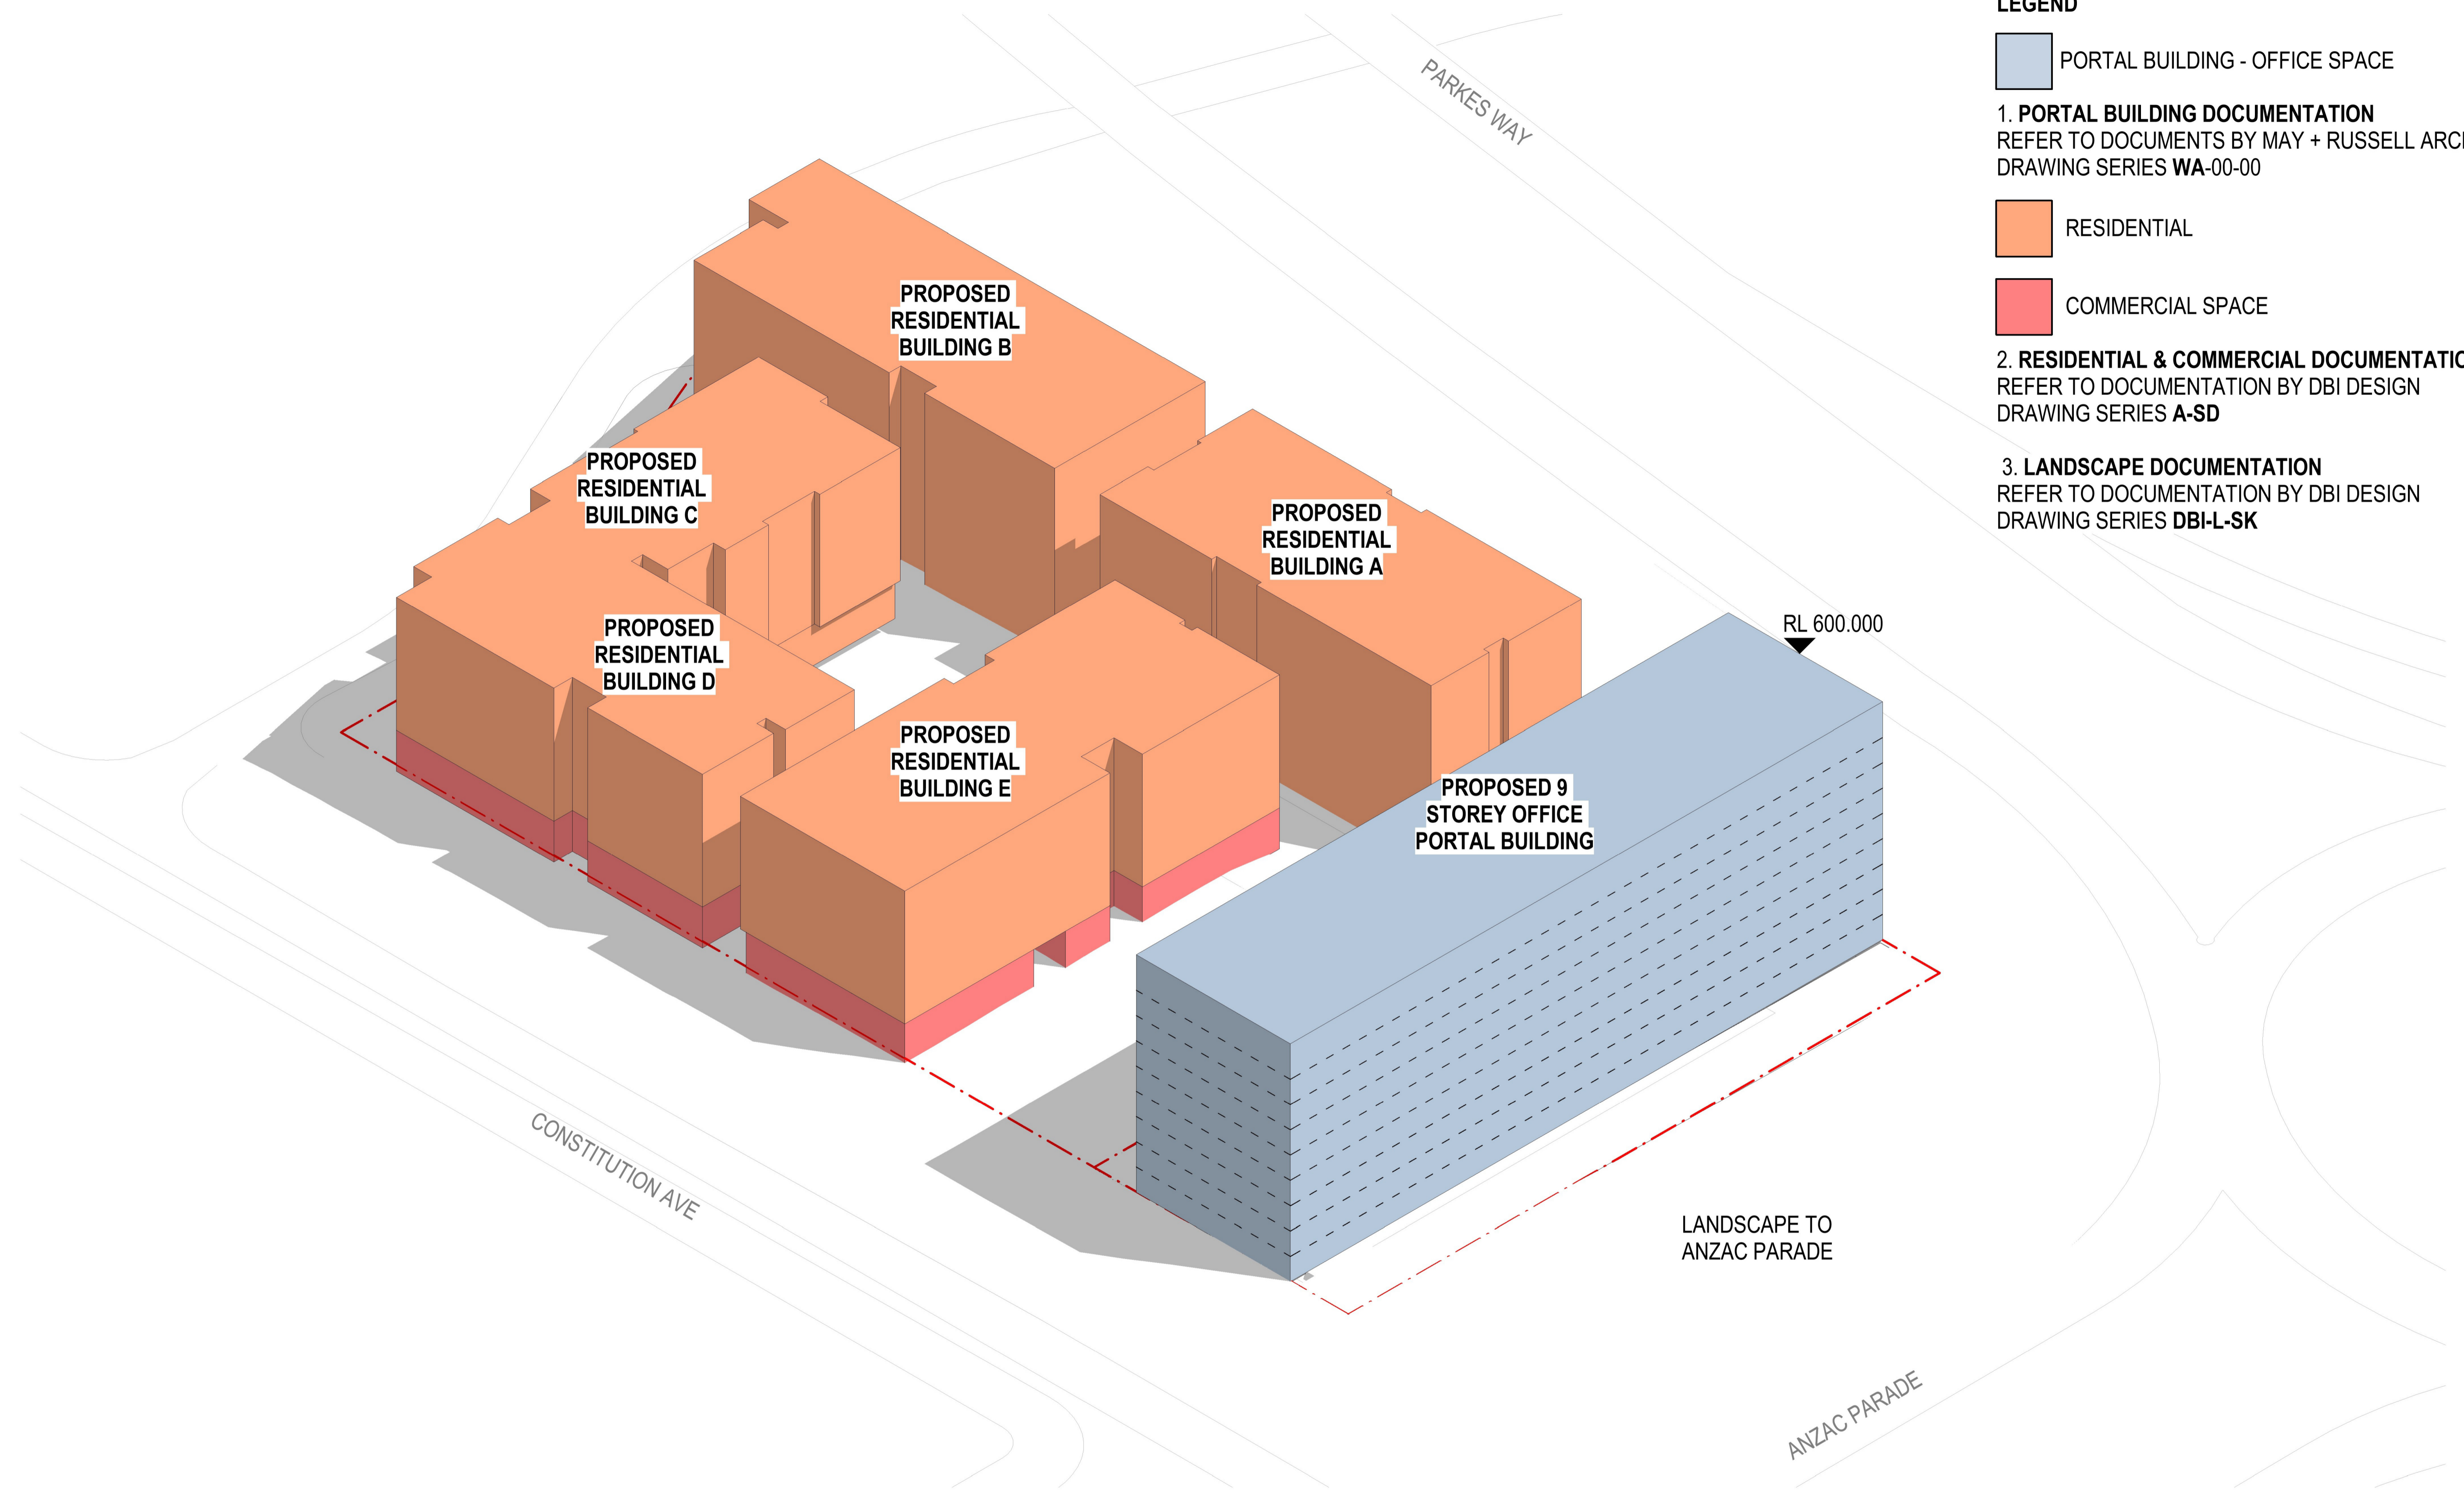 LEGEND
PORTAL BUILDING - OFFICE SPACE
1. PORTAL BUILDING DOCUMENTATION
REFER TO DOCUMENTS BY MAY + RUSSELL
DRAWING SERIES WA-00-00
RESIDENTIAL
COMMERCIAL SPACE
2. RESIDENTIAL & COMMERCIAL
REFER TO DOCUMENTATION BY DBI DESIGN
DRAWING SERIES A-SD
3. LANDSCAPE DOCUMENTATION
REFER TO DOCUMENTATION BY DBI DESIGN
DRAWING SERIES DBI-L-SK
PARKES WAY
PROPOSED
RESIDENTIAL
BUILDING B
PROPOSED
RESIDENTIAL
BUILDING C
PROPOSED
RESIDENTIAL
BUILDING A
PROPOSED
RESIDENTIAL
BUILDING D
RL 600.000
PROPOSED
RESIDENTIAL
BUILDING E
PROPOSED 9
STOREY OFFICE
PORTAL BUILDING
CONSTITUTION AVE
LANDSCAPE TO
ANZAC PARADE
ANZAC PARADE